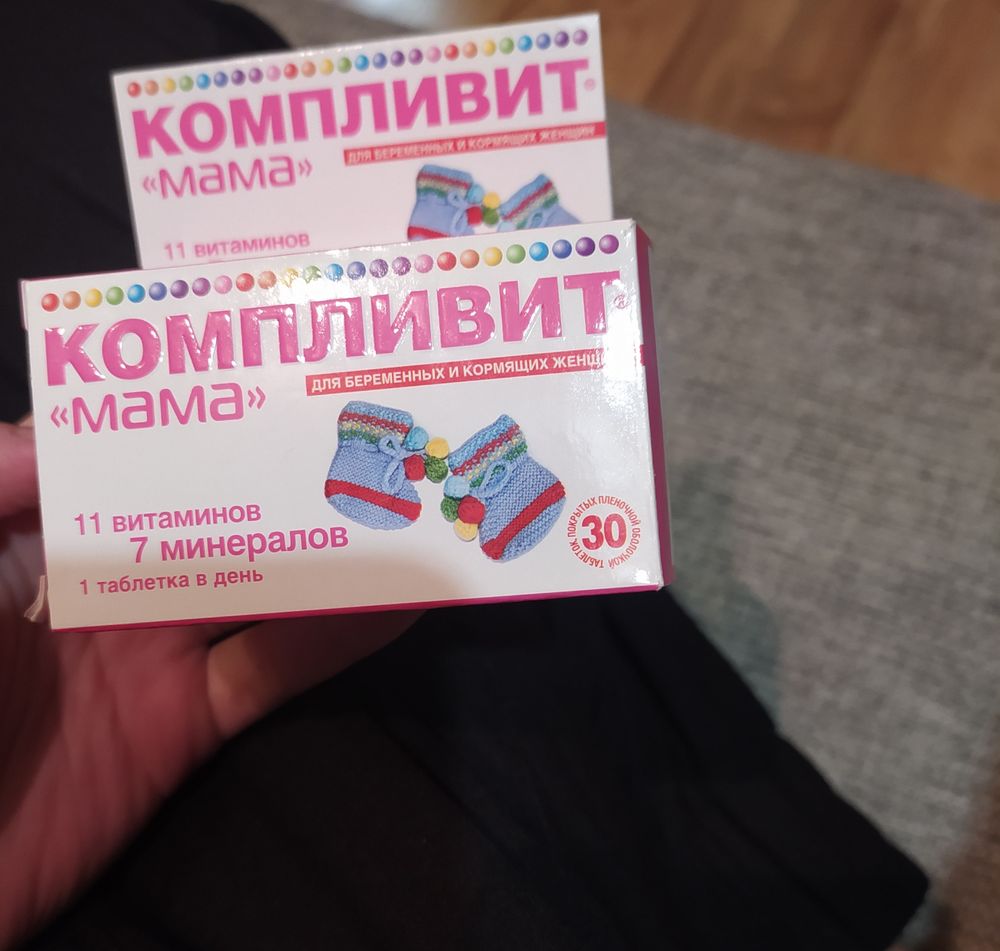 КОМПЛИВИТ®
ДЛЯ БЕРЕМЕННЫХ И КОРМЯЩИХ ЖЕНЩИН
«мама»
11 витаминов
КОМПЛИВИТ®
ДЛЯ БЕРЕМЕННЫХ И КОРМЯЩИХ
«мама»
11 витаминов
7 минералов
1 таблетка в день
30
ТАБЛЕТОК, ПОКРЫТЫХ ПЛЕНОЧНОЙ ОБОЛОЧКОЙ